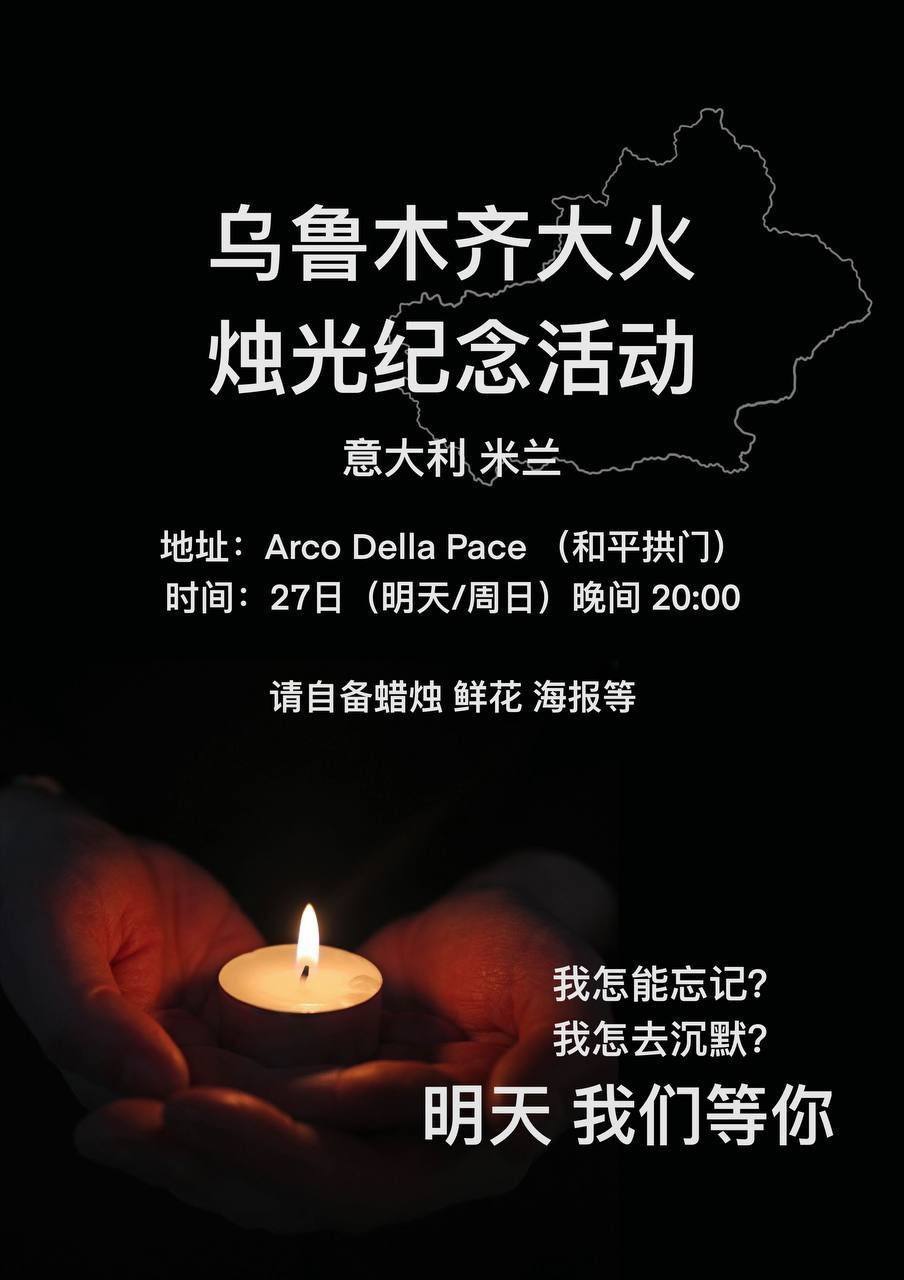 乌鲁木齐大火
烛光纪念活动
意大利 米兰
地址：Arco Della Pace （和平拱门）
时间：27日（明天/周日）晚间 20:00
请自备蜡烛 鲜花 海报等
我怎能忘记？
我怎去沉默？
明天 我们等你